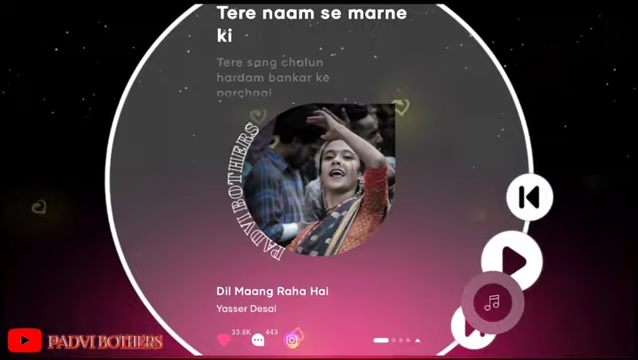 Tere naam se marne
ki
Tere sang chalun
hardam bankar ke
parchaai
PADVI BOTHERS
Dil Maang Raha Hai
Yasser Desai
33.8K
443
PADVI BOTHERS